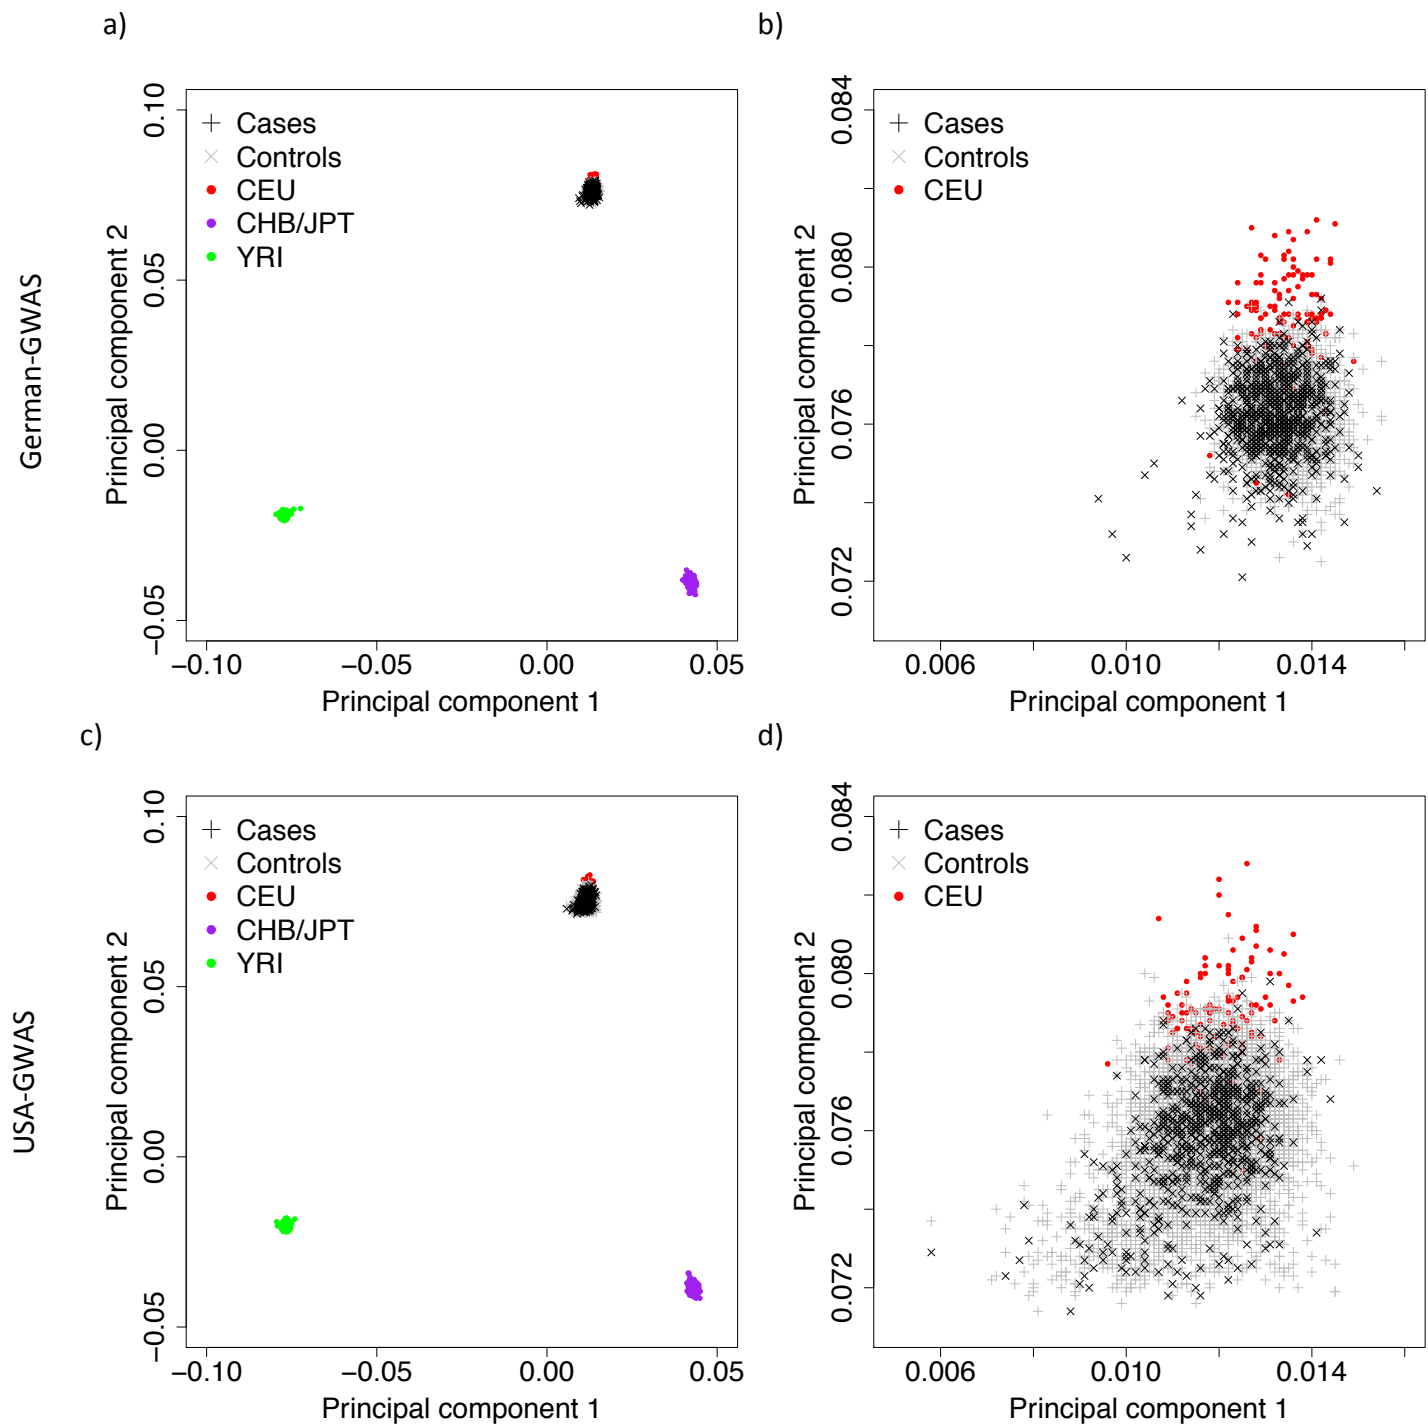 a)
b)
German-GWAS
Principal component 2
0.10
0.05
0.00
−0.05
Cases
Controls
CEU
CHB/JPT
YRI
−0.10
−0.05
0.00
0.05
Principal component 1
Principal component 2
0.084
0.080
0.076
0.072
Cases
Controls
CEU
0.006
0.010
0.014
Principal component 1
c)
d)
USA-GWAS
Principal component 2
0.10
0.05
0.00
−0.05
Cases
Controls
CEU
CHB/JPT
YRI
−0.10
−0.05
0.00
0.05
Principal component 1
Principal component 2
0.084
0.080
0.076
0.072
Cases
Controls
CEU
0.006
0.010
0.014
Principal component 1